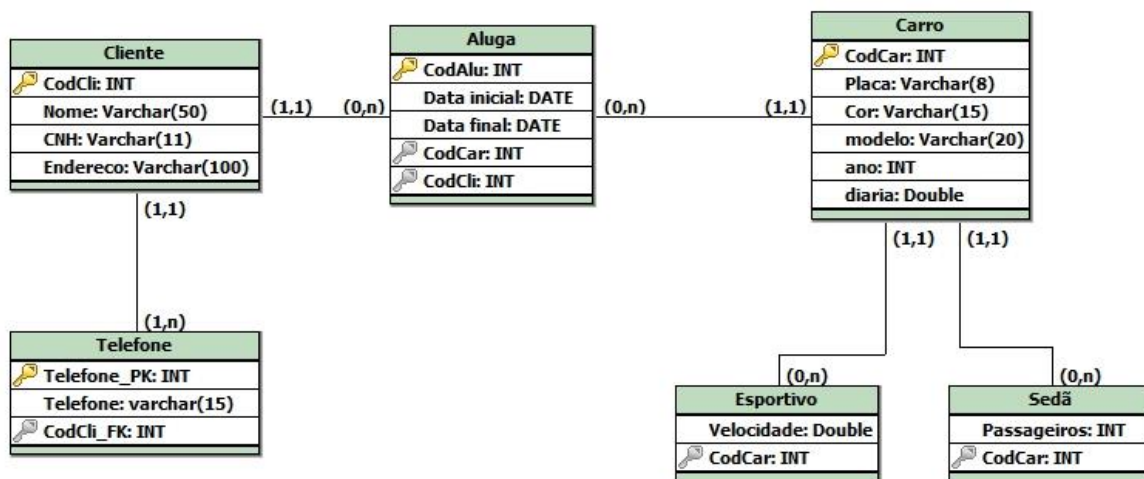 Cliente
CodCli: INT
Nome: Varchar(50)
CNH: Varchar(11)
Endereco: Varchar(100)
(1,1)
(0,n)
Aluga
CodAlu: INT
Data inicial: DATE
Data final: DATE
CodCar: INT
CodCli: INT
(0,n)
(1,1)
Carro
CodCar: INT
Placa: Varchar(8)
Cor: Varchar(15)
modelo: Varchar(20)
ano: INT
diaria: Double
(1,1)
(1,n)
Telefone
Telefone_PK: INT
Telefone: varchar(15)
CodCli_FK: INT
(1,1)
(1,1)
(0,n)
(0,n)
Esportivo
Velocidade: Double
CodCar: INT
Sedã
Passageiros: INT
CodCar: INT